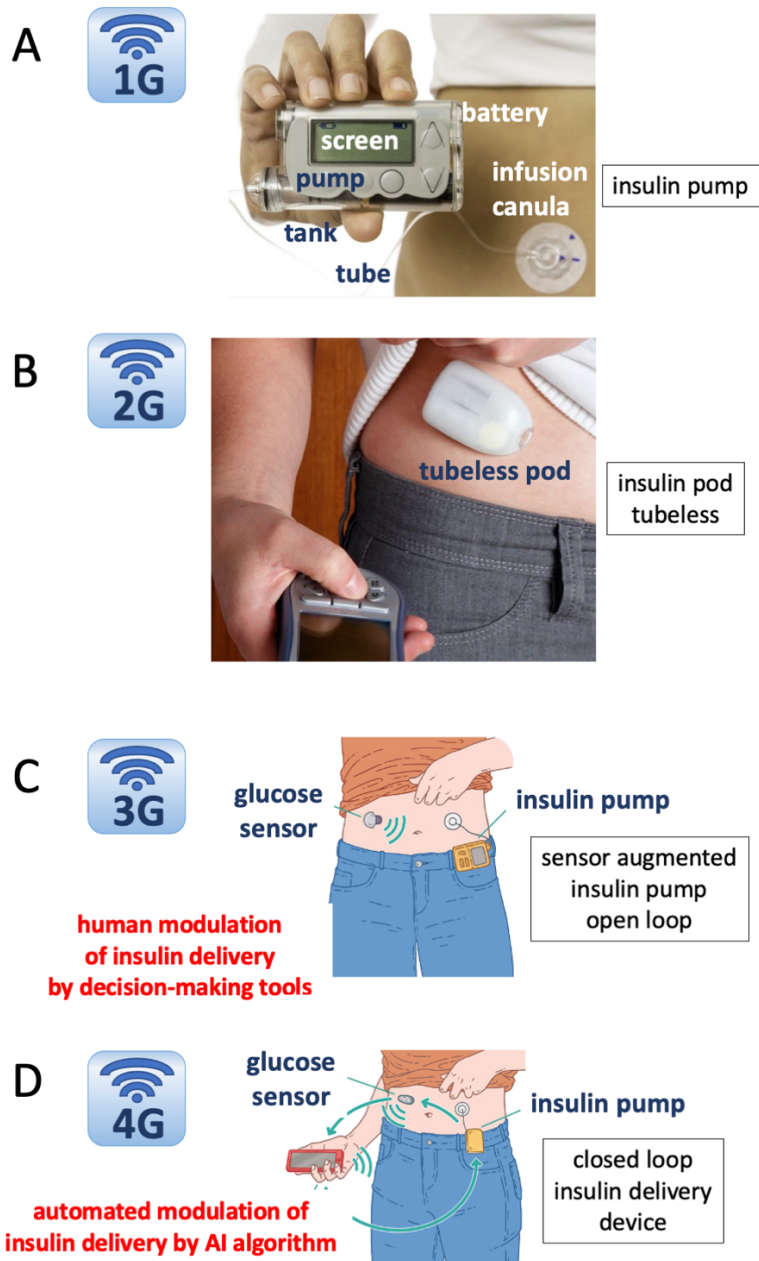 A
1G
battery
screen
pump
infusion
canula
tank
tube
insulin pump
B
2G
tubeless pod
insulin pod
tubeless
C
3G
glucose
sensor
insulin pump
sensor augmented
insulin pump
open loop
human modulation
of insulin delivery
by decision-making tools
D
4G
glucose
sensor
insulin pump
closed loop
insulin delivery
device
automated modulation of
insulin delivery by AI algorithm